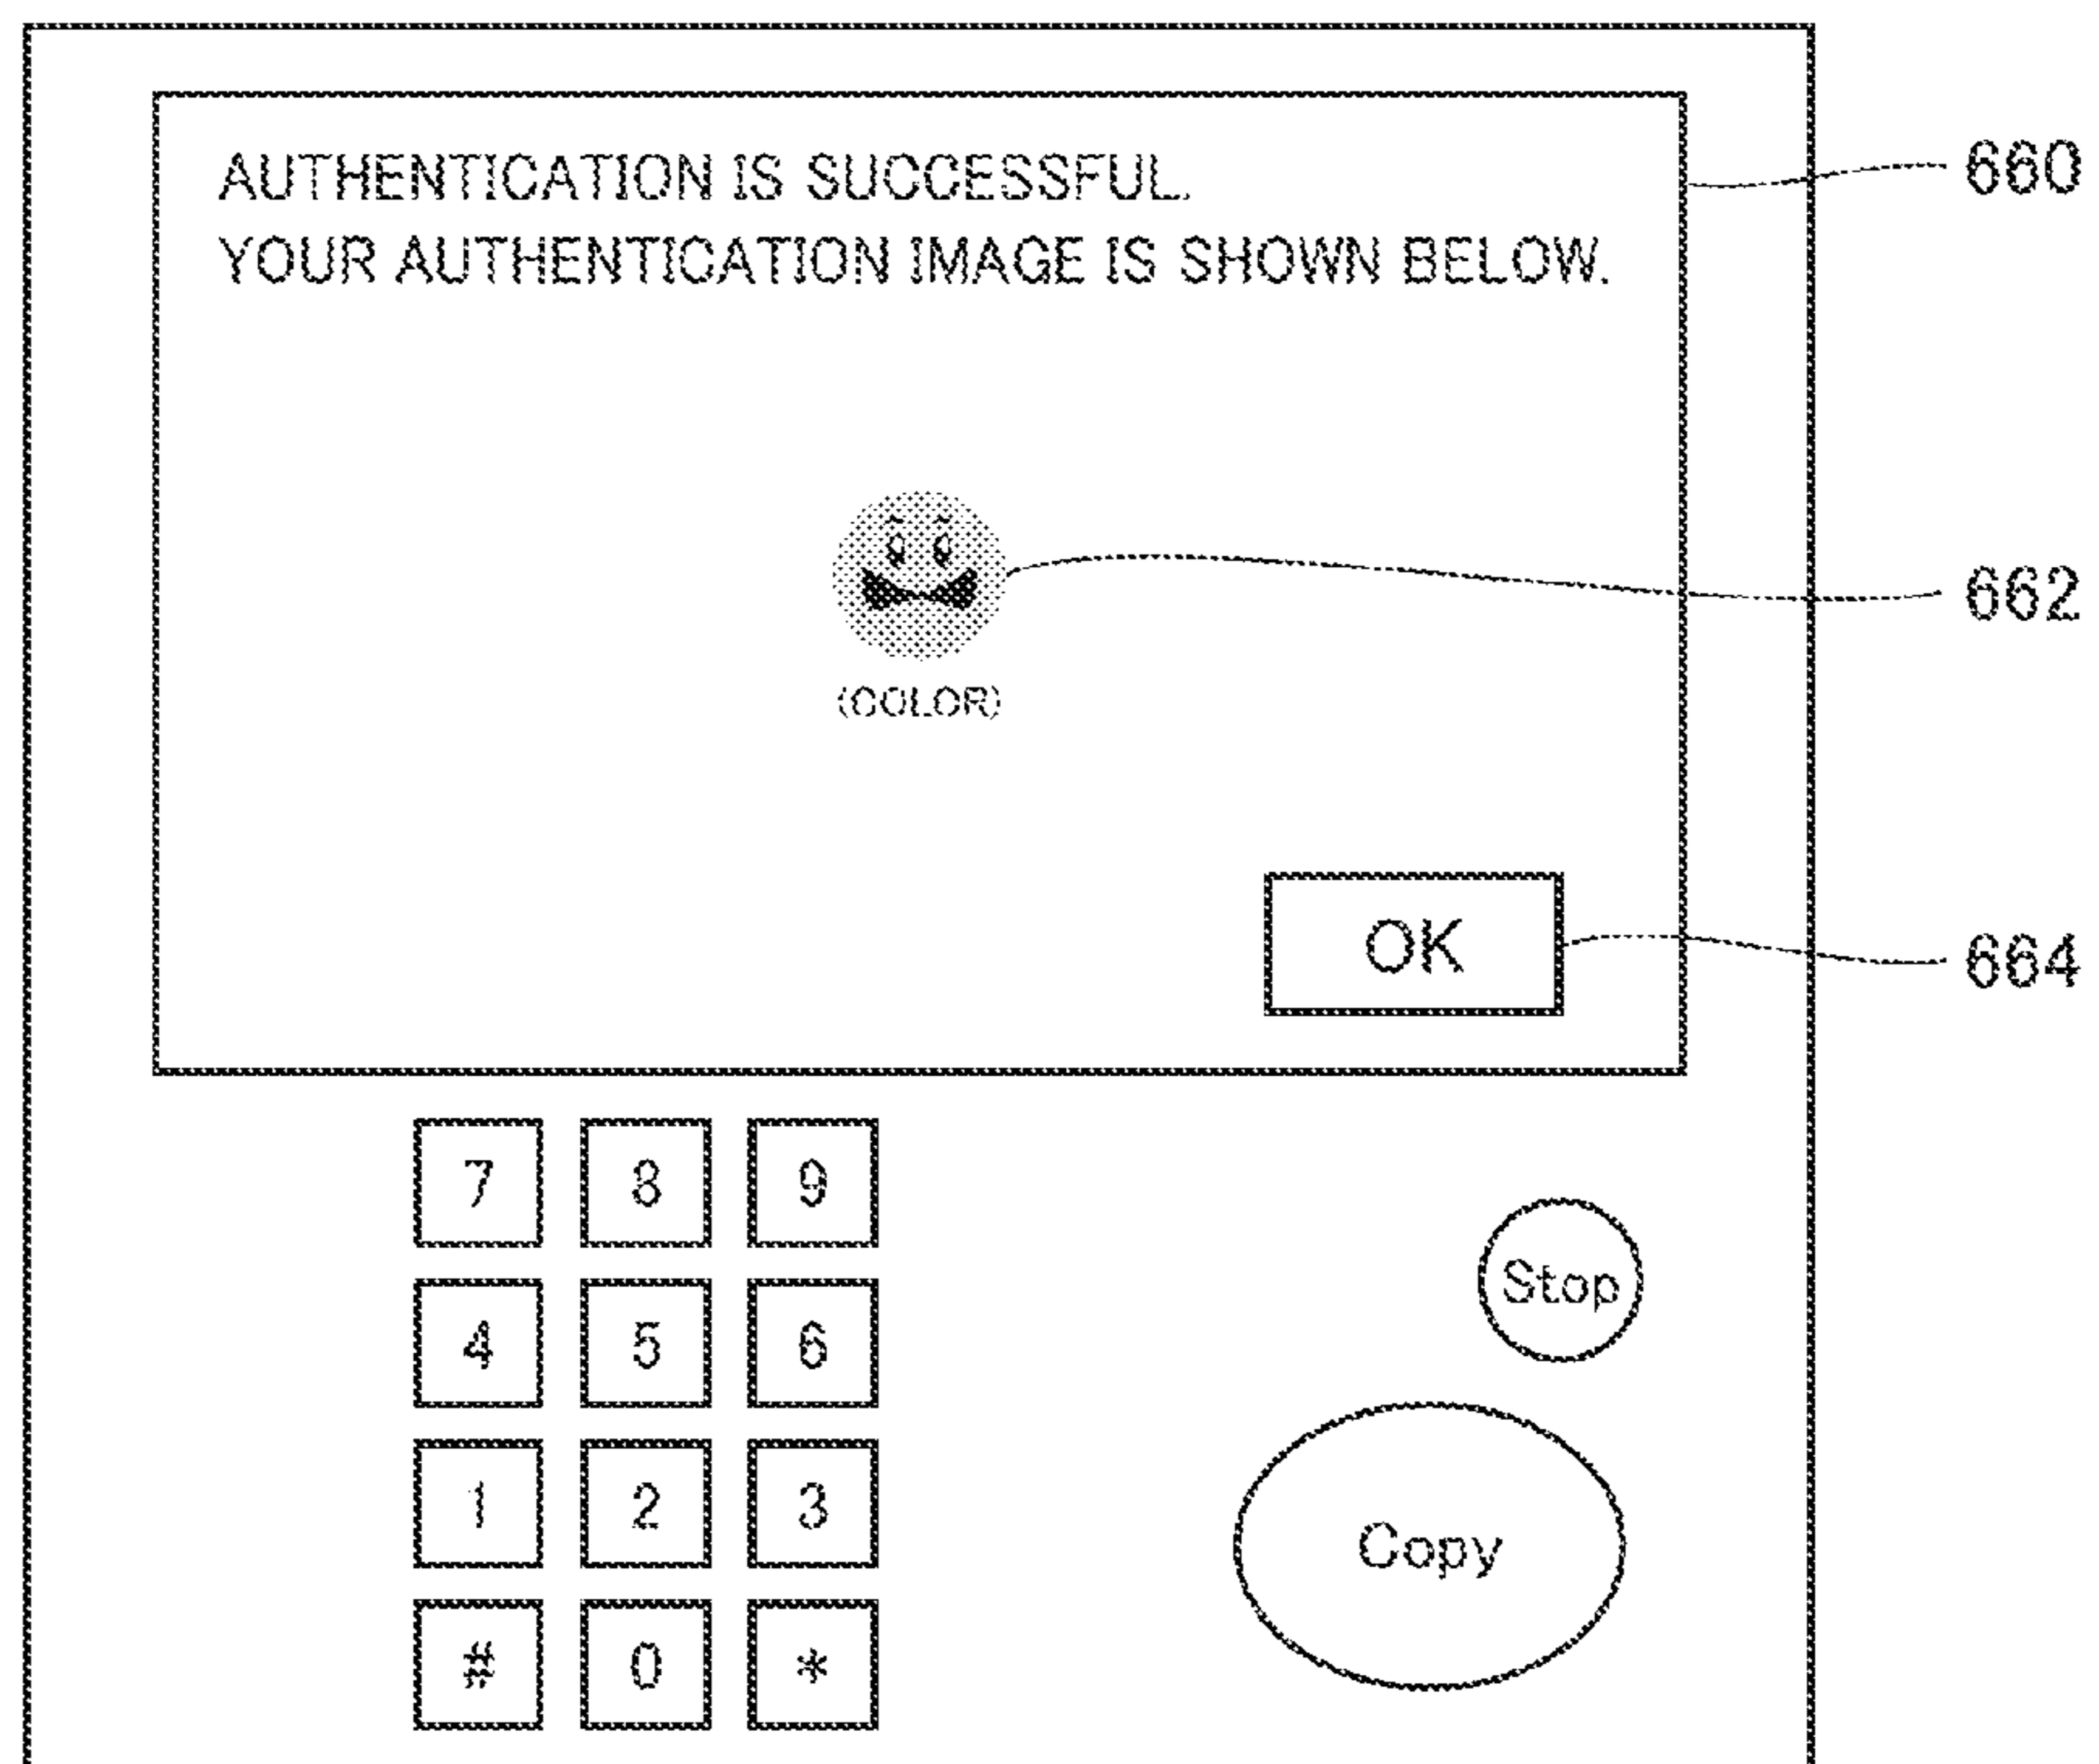 AUTHENTICATION IS SUCCESSFUL.
YOUR AUTHENTICATION IMAGE IS SHOWN BELOW.
660
662
(COLOR)
OK
664
7 8 9
Stop
4 5 6
1 2 3
Copy
# 0 *